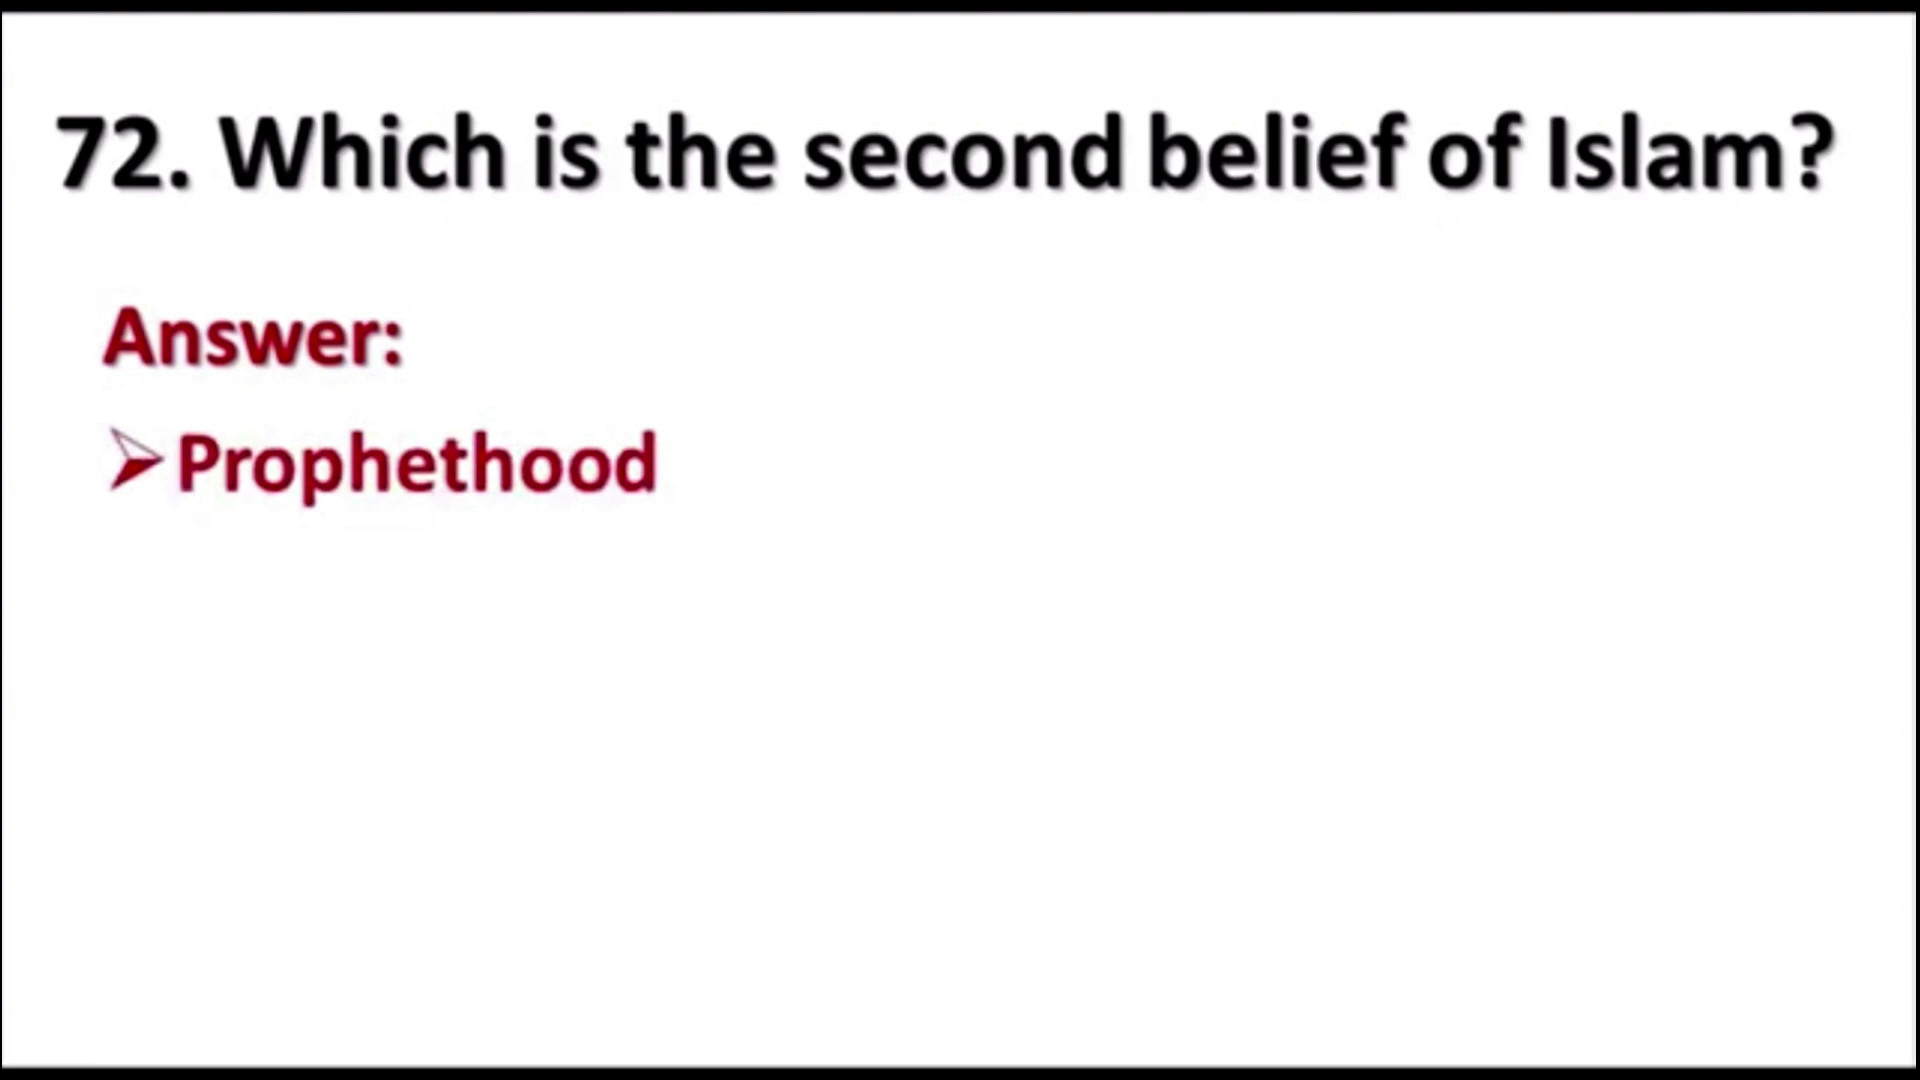 72. Which is the second belief of Islam?
Answer:
➢Prophethood